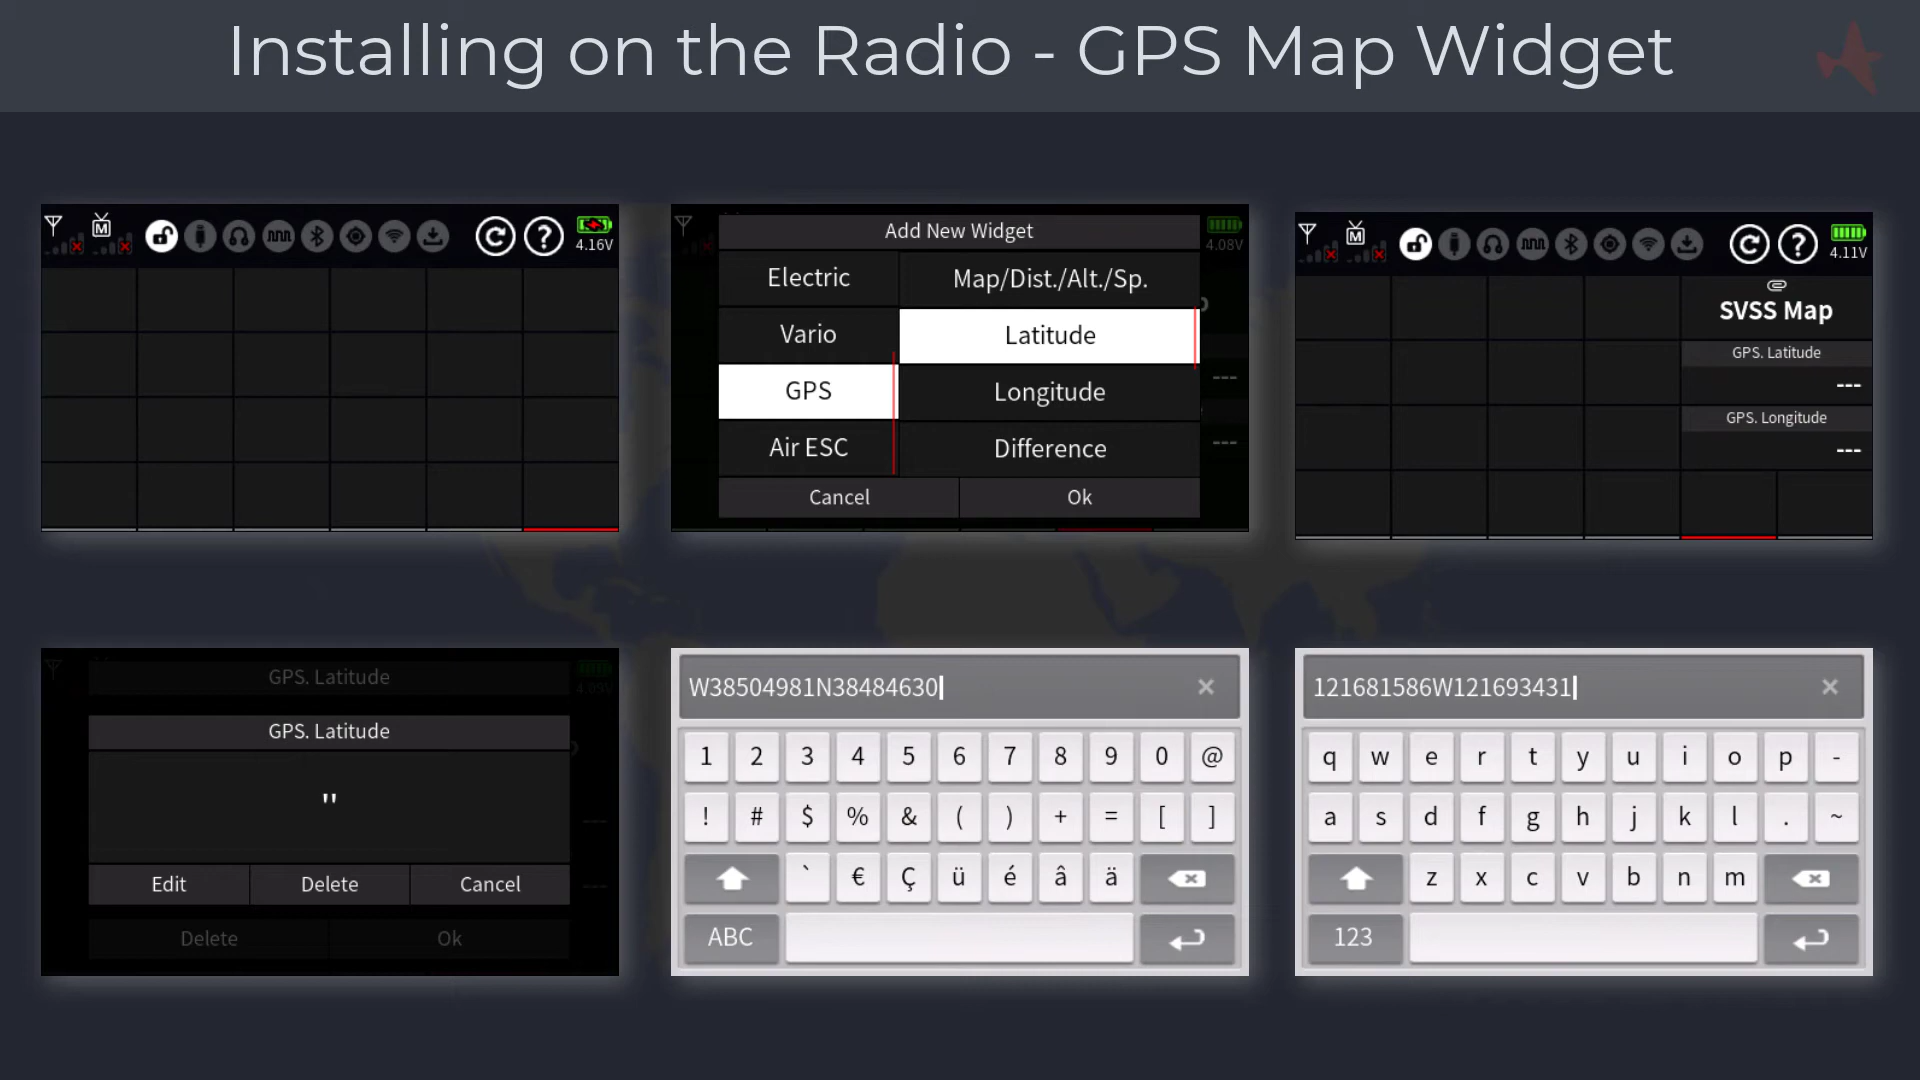 Installing on the Radio - GPS Map Widget
M
4.16V
Add New Widget
4.08V
Electric
Map/Dist./Alt./Sp.
Vario
Latitude
GPS
Longitude
Air ESC
Difference
Cancel
Ok
M
4.11V
SVSS Map
GPS. Latitude
---
GPS. Longitude
---
GPS. Latitude
GPS. Latitude
''
Edit
Delete
Cancel
Delete
Ok
W38504981N38484630
1 2 3 4 5 6 7 8 9 0 @
! # $ % & ( ) + = [ ]
` € Ç ü é â ä
ABC
121681586W121693431
q w e r t y u i o p -
a s d f g h j k l . ~
z x c v b n m
123